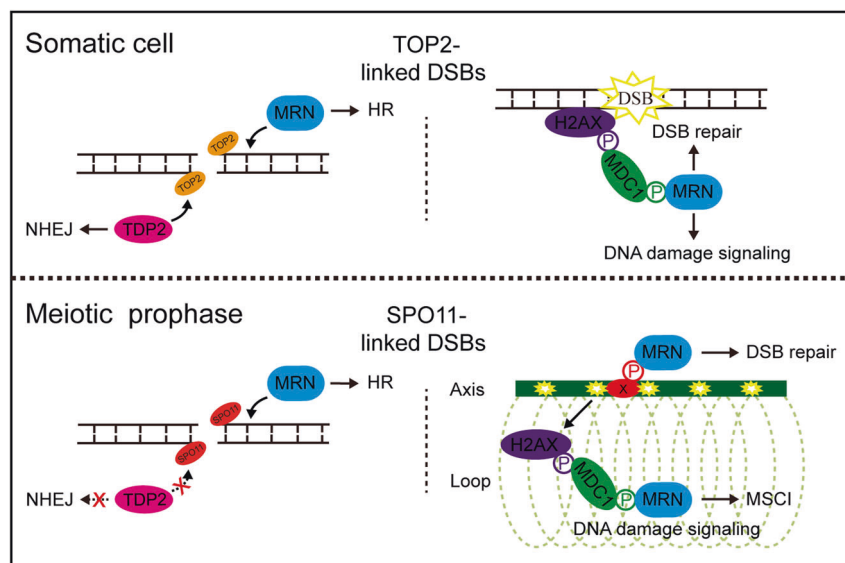 Somatic cell
TOP2-
linked DSBs
MRN
HR
TOP2
TOP2
NHEJ
TDP2
DSB
H2AX
P
MDC1
P
MRN
DSB repair
DNA damage signaling
Meiotic prophase
SPO11-
linked DSBs
MRN
HR
SPO11
SPO11
NHEJ
X
TDP2
X
MRN
DSB repair
P
Axis
X
H2AX
P
MDC1
Loop
P
MRN
MSCI
DNA damage signaling